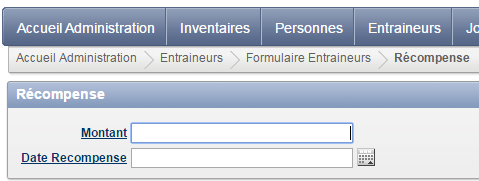 Accueil Administration Inventaires Personnes Entraineurs
Accueil Administration Entraineurs Formulaire Entraineurs Récompense
Récompense
Montant
Date Recompense